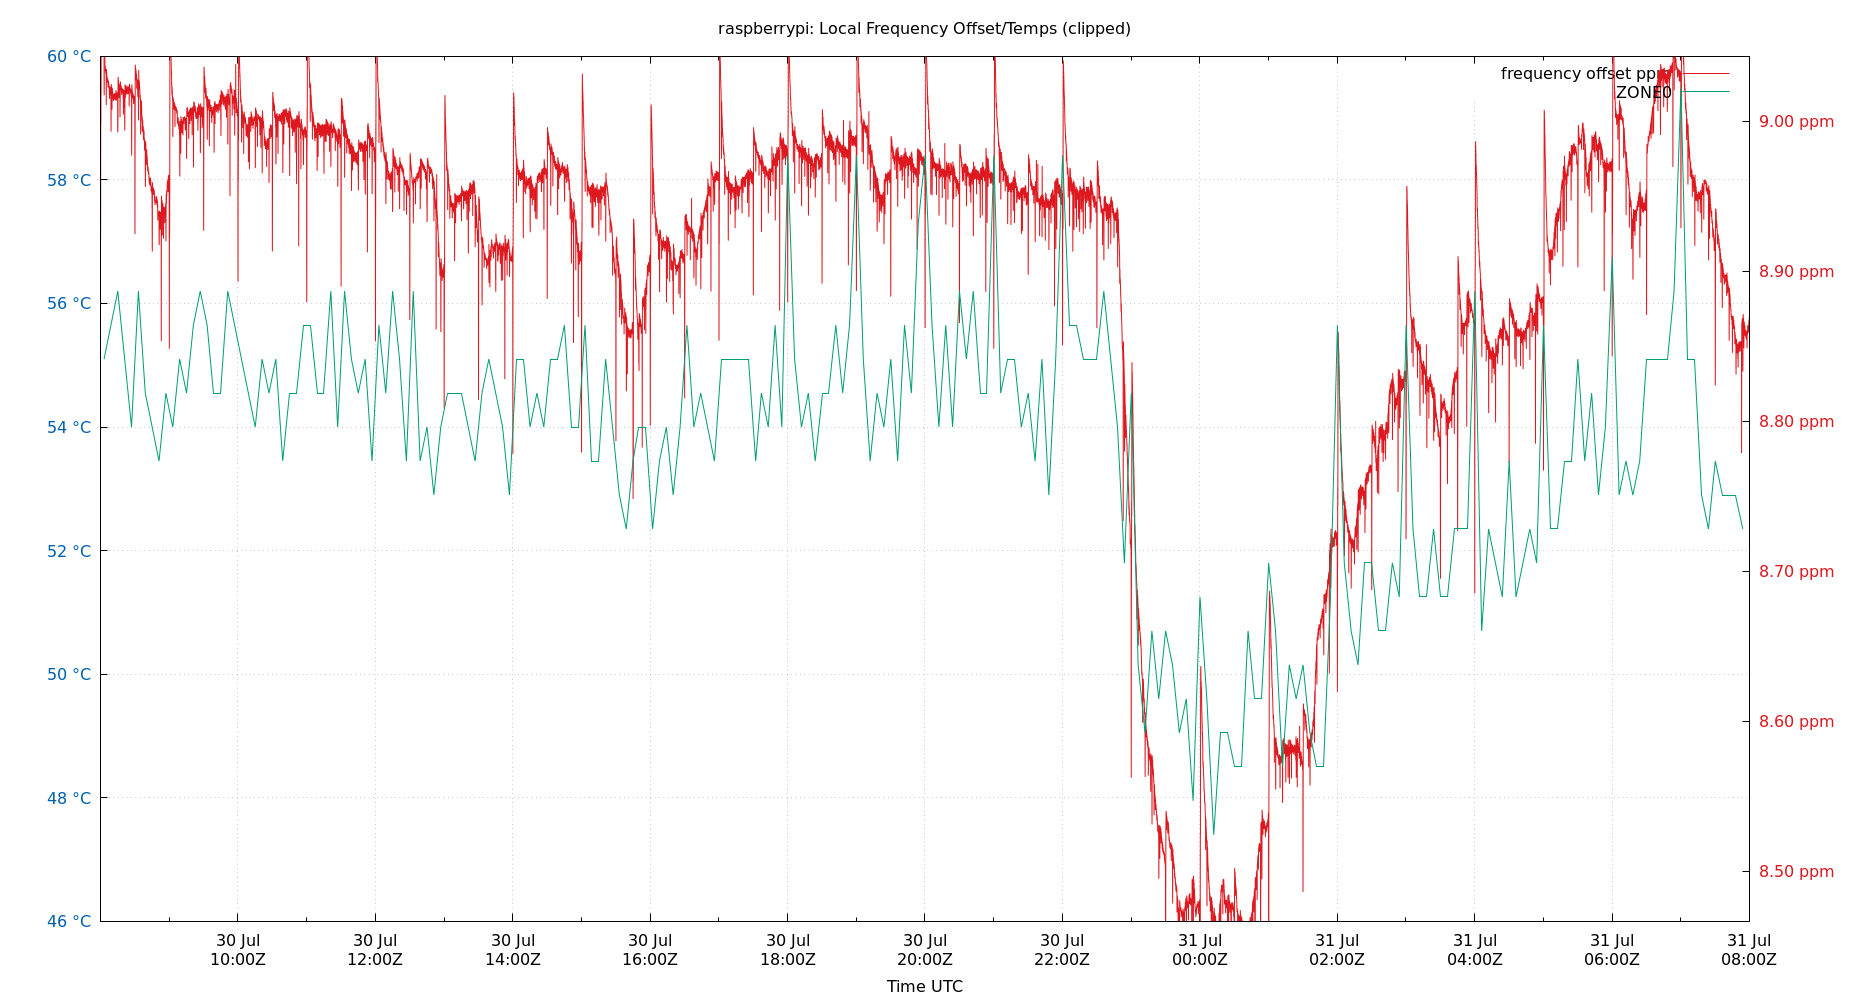 raspberrypi: Local Frequency Offset/Temps (clipped)
60 °C
58 °C
56 °C
54 °C
52 °C
50 °C
48 °C
46 °C
frequency offset ppm
ZONE0
9.00 ppm
8.90 ppm
8.80 ppm
8.70 ppm
8.60 ppm
8.50 ppm
30 Jul
10:00Z
30 Jul
12:00Z
30 Jul
14:00Z
30 Jul
16:00Z
30 Jul
18:00Z
30 Jul
20:00Z
30 Jul
22:00Z
31 Jul
00:00Z
31 Jul
02:00Z
31 Jul
04:00Z
31 Jul
06:00Z
31 Jul
08:00Z
Time UTC